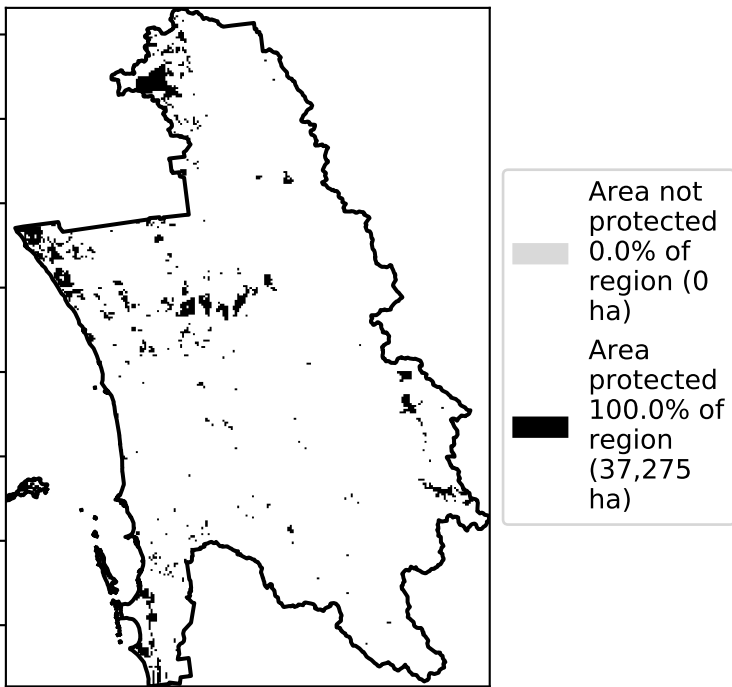 Area not
protected
0.0% of
region (0
ha)
Area
protected
100.0% of
region
(37,275
ha)